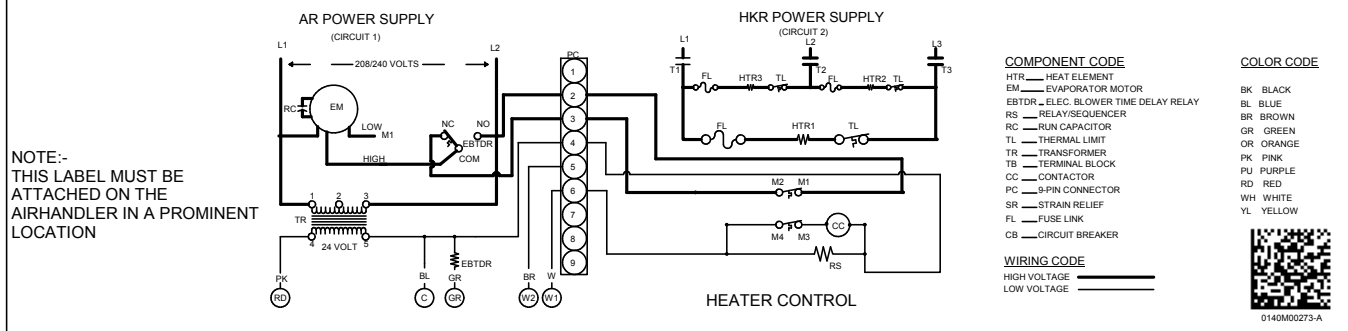 AR POWER SUPPLY
(CIRCUIT 1)
L1
L2
208/240 VOLTS
RC
EM
LOW
M1
HIGH
NC
NO
EBTDR
COM
NOTE:-
THIS LABEL MUST BE
ATTACHED ON THE
AIRHANDLER IN A PROMINENT
LOCATION
1
2
3
TR
4
24 VOLT
5
EBTDR
PK
RD
BL
C
GR
GR
BR
W2
W
W1
PC
1
2
3
4
5
6
7
8
9
HKR POWER SUPPLY
(CIRCUIT 2)
L1
L2
L3
T1
T2
T3
FL
HTR3
TL
FL
HTR2
TL
FL
HTR1
TL
M2
M1
M4
M3
CC
RS
HEATER CONTROL
COMPONENT CODE
HTR HEAT ELEMENT
EM EVAPORATOR MOTOR
EBTDR ELEC. BLOWER TIME DELAY RELAY
RS RELAY/SEQUENCER
RC RUN CAPACITOR
TL THERMAL LIMIT
TR TRANSFORMER
TB TERMINAL BLOCK
CC CONTACTOR
PC 9-PIN CONNECTOR
SR STRAIN RELIEF
FL FUSE LINK
CB CIRCUIT BREAKER
WIRING CODE
HIGH VOLTAGE
LOW VOLTAGE
COLOR CODE
BK BLACK
BL BLUE
BR BROWN
GR GREEN
OR ORANGE
PK PINK
PU PURPLE
RD RED
WH WHITE
YL YELLOW
0140M00273-A